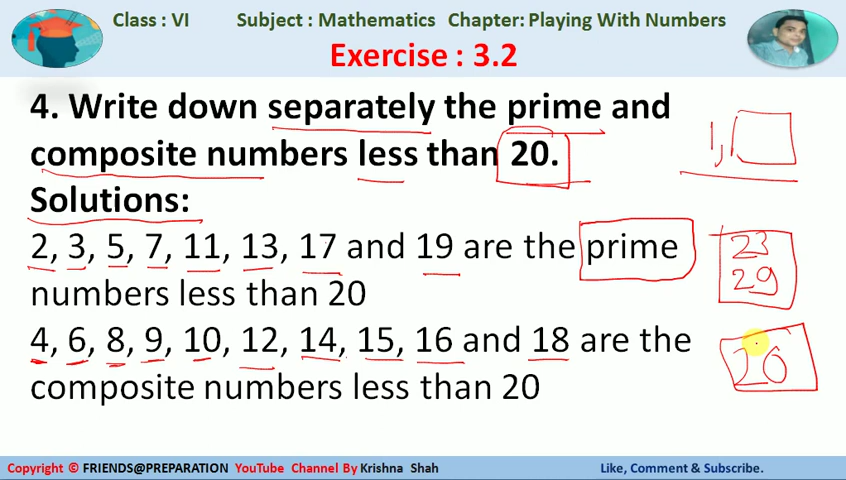 Class : VI Subject : Mathematics Chapter: Playing With Numbers
Exercise : 3.2
4. Write down separately the prime and
composite numbers less than 20.
Solutions:
2, 3, 5, 7, 11, 13, 17 and 19 are the prime
numbers less than 20
4, 6, 8, 9, 10, 12, 14, 15, 16 and 18 are the
composite numbers less than 20
23
29
20
Copyright © FRIENDS@PREPARATION YouTube Channel By Krishna Shah Like, Comment & Subscribe.